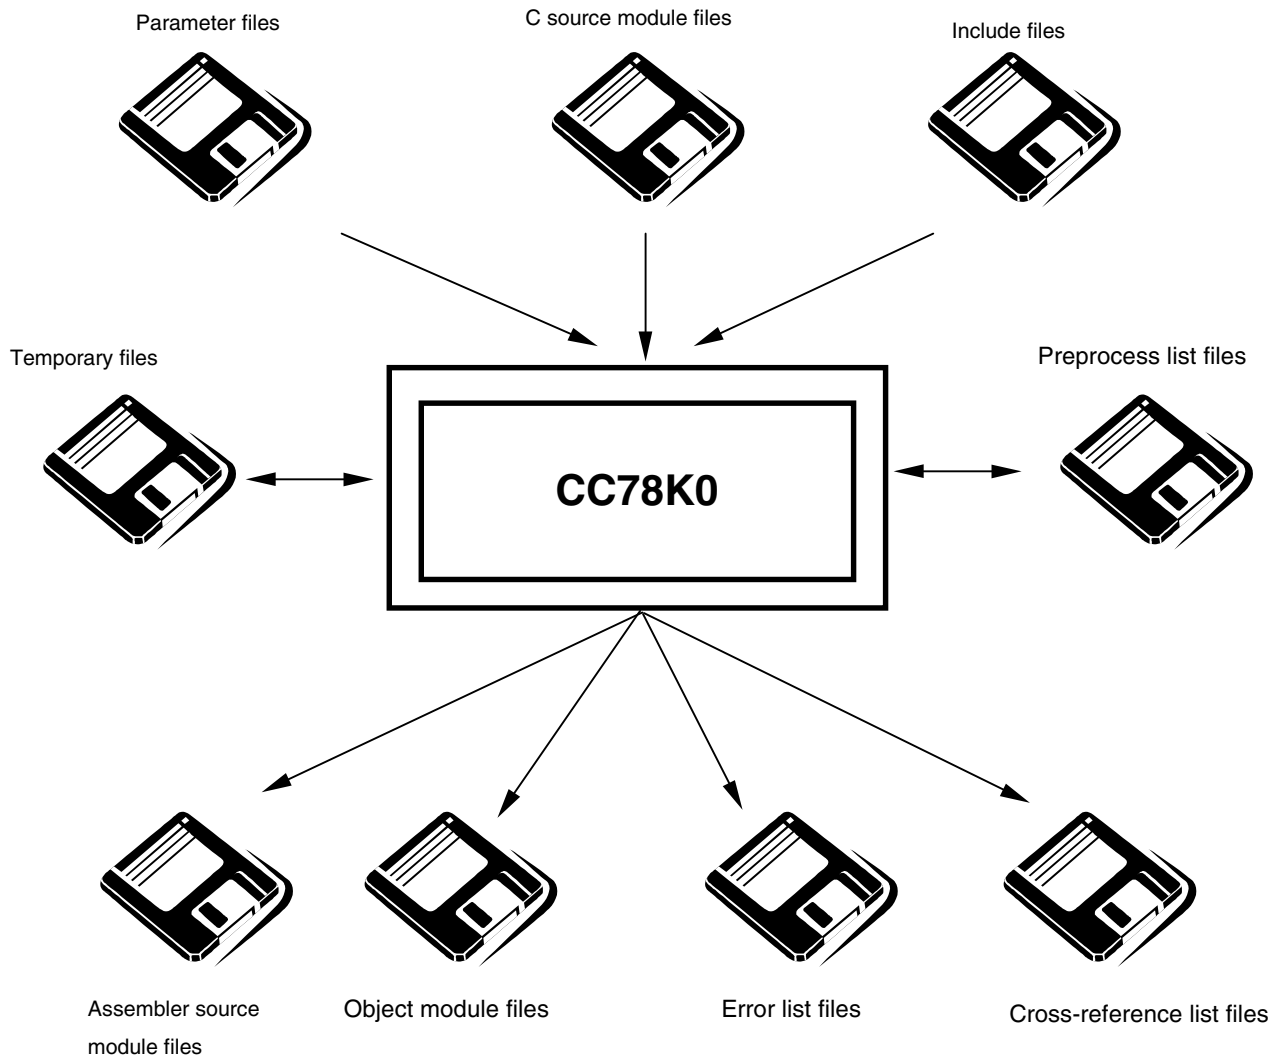 Parameter files
C source module files
Include files
Temporary files
Preprocess list files
CC78K0
Assembler source
module files
Object module files
Error list files
Cross-reference list files